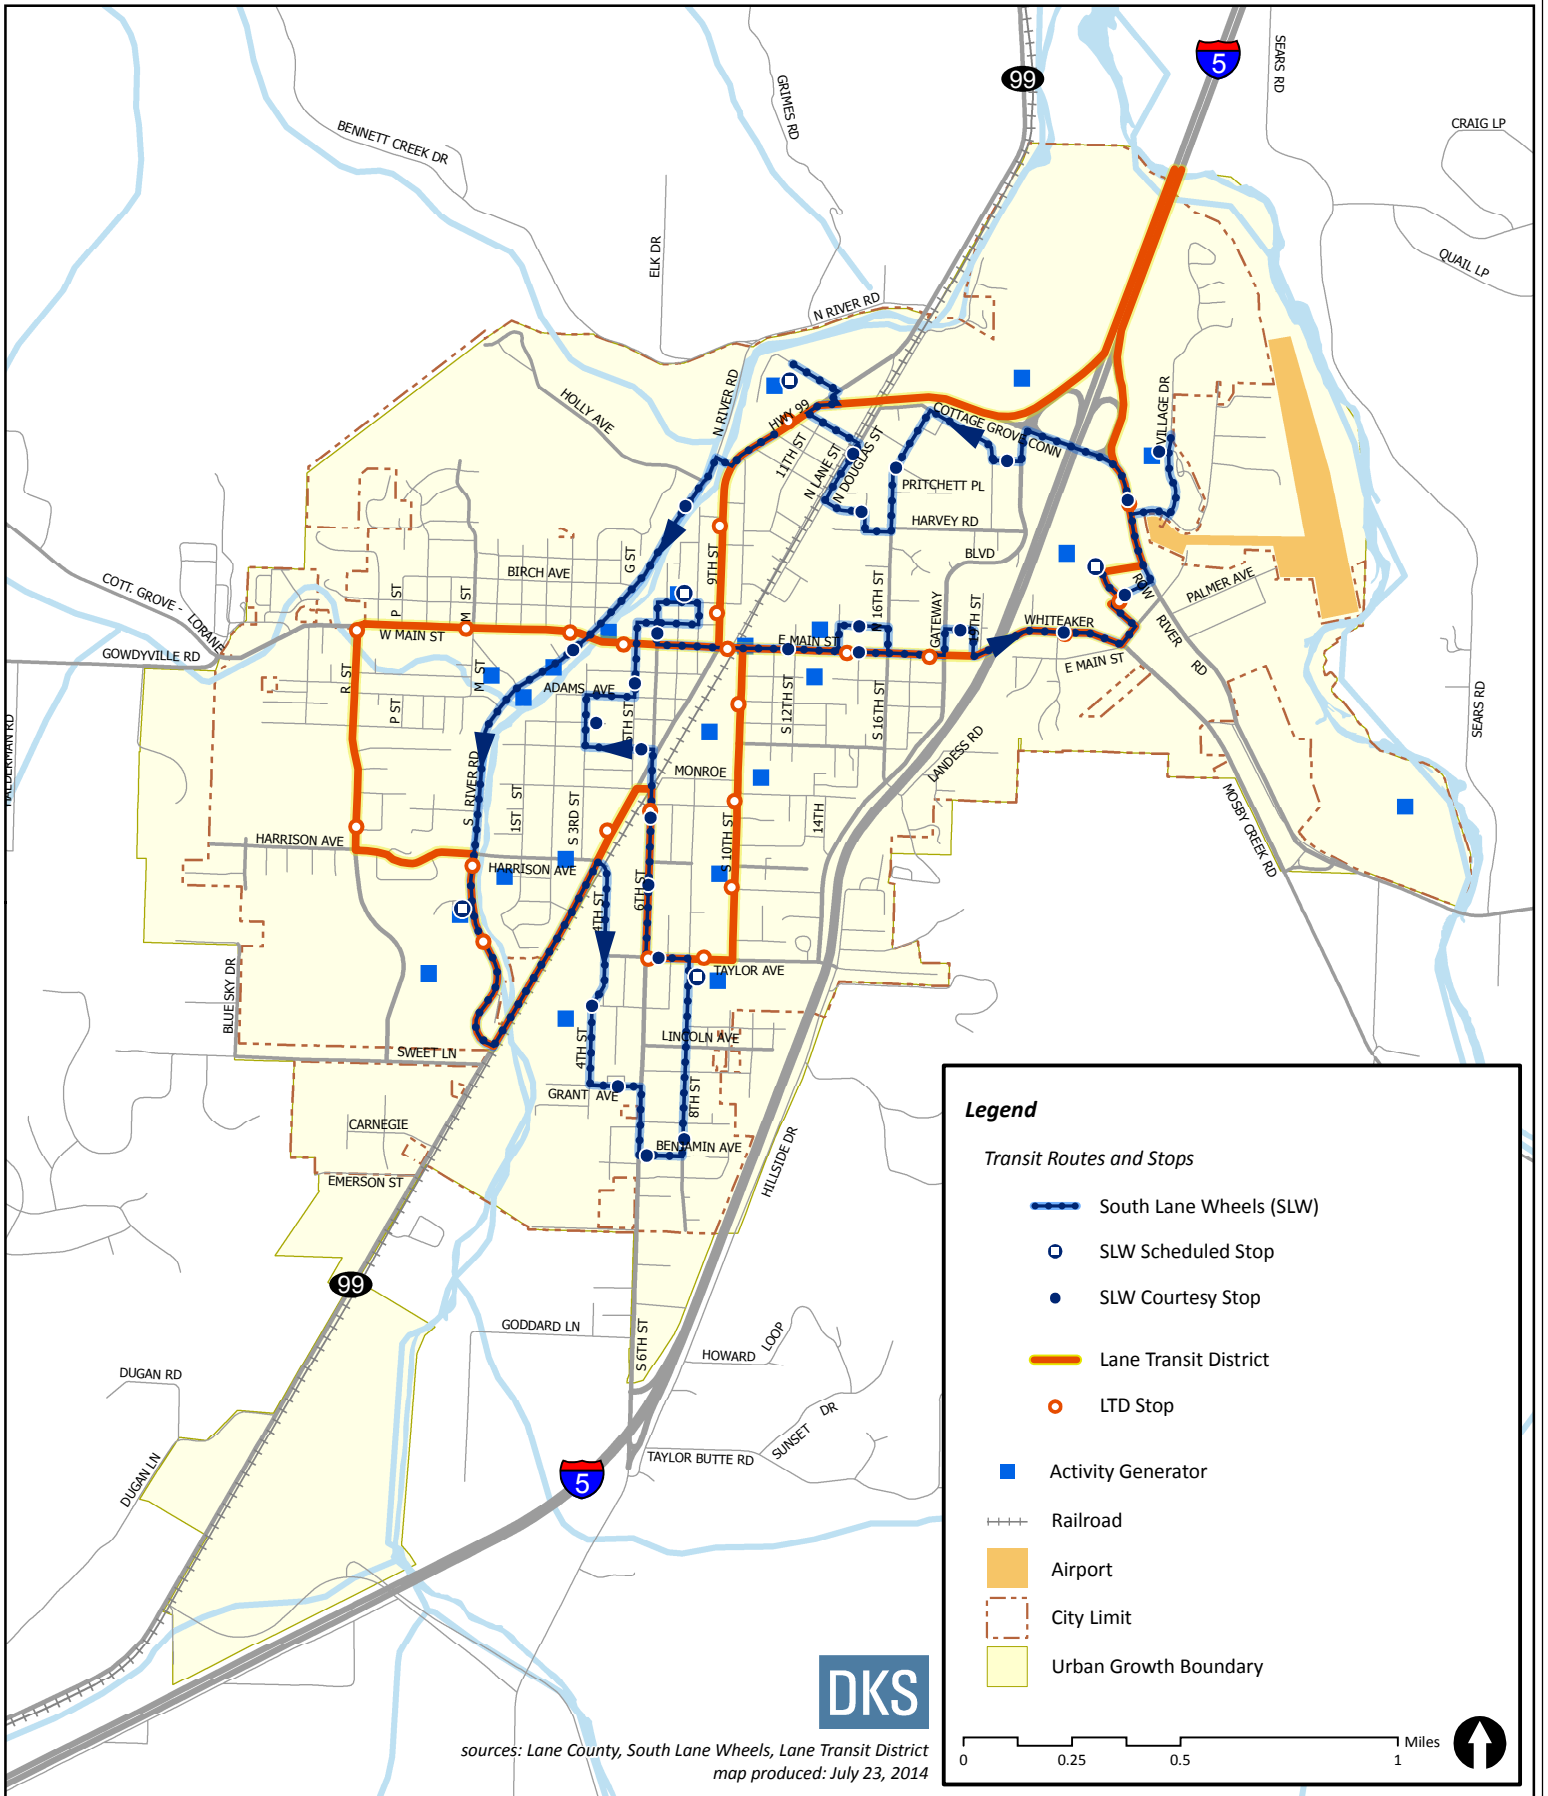 5
99
SEARS RD
GRIMES RD
CRAIG LP
BENNETT CREEK DR
QUAIL LP
ELK DR
N RIVER RD
N RIVER RD
HOLLY AVE
HWY 99
COTTAGE GROVE CONN
VILLAGE DR
11TH ST
N LANE ST
N DOUGLAS ST
PRITCHETT PL
HARVEY RD
BLVD
G ST
9TH ST
BIRCH AVE
COTT. GROVE - LORANE
P ST
M ST
N 16TH ST
GATEWAY
19TH ST
ROW RIVER RD
PALMER AVE
WHITEAKER
W MAIN ST
E MAIN ST
E MAIN ST
GOWDYVILLE RD
R ST
M ST
P ST
ADAMS AVE
5TH ST
S 12TH ST
S 16TH ST
SEARS RD
HALDERMAN RD
LANDESS RD
MONROE
S RIVER RD
1ST ST
S 3RD ST
14TH
MOSBY CREEK RD
HARRISON AVE
HARRISON AVE
S 10TH ST
6TH ST
4TH ST
TAYLOR AVE
BLUE SKY DR
LINCOLN AVE
SWEET LN
4TH ST
GRANT AVE
8TH ST
CARNEGIE
BENJAMIN AVE
HILLSIDE DR
EMERSON ST
99
GODDARD LN
S 6TH ST
HOWARD LOOP
DUGAN RD
SUNSET DR
TAYLOR BUTTE RD
DUGAN LN
5
Legend
Transit Routes and Stops
South Lane Wheels (SLW)
SLW Scheduled Stop
SLW Courtesy Stop
Lane Transit District
LTD Stop
Activity Generator
Railroad
Airport
City Limit
Urban Growth Boundary
Miles
0 0.25 0.5 1
DKS
sources: Lane County, South Lane Wheels, Lane Transit District
map produced: July 23, 2014